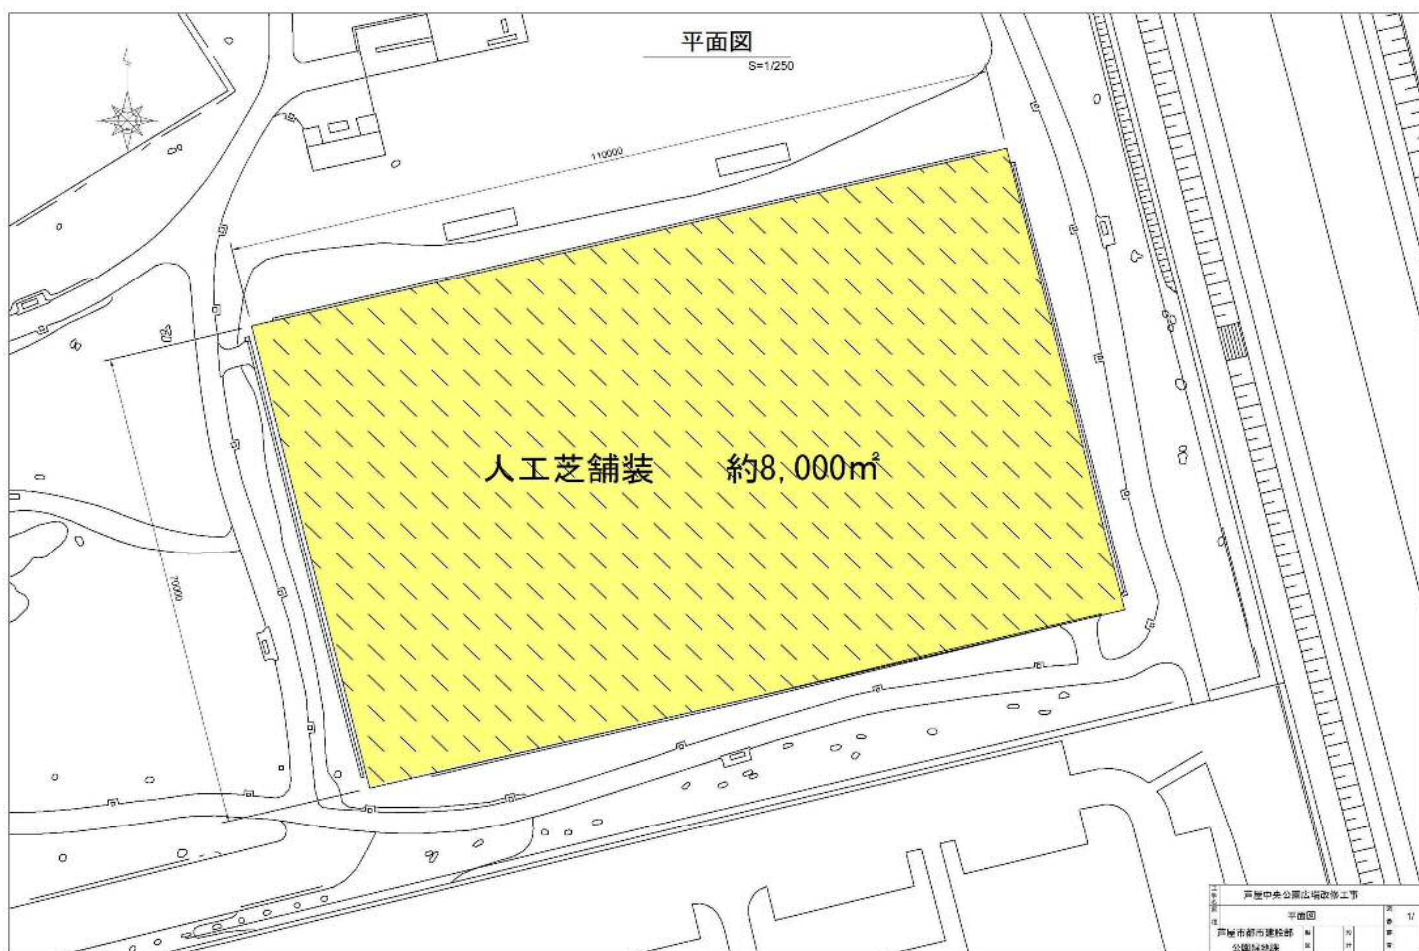 平面図
S=1/250
110000
70000
人工芝舗装 約8,000㎡
芦屋中央公園広場改修工事
平面図
1/
芦屋市都市建設部
公園緑地課